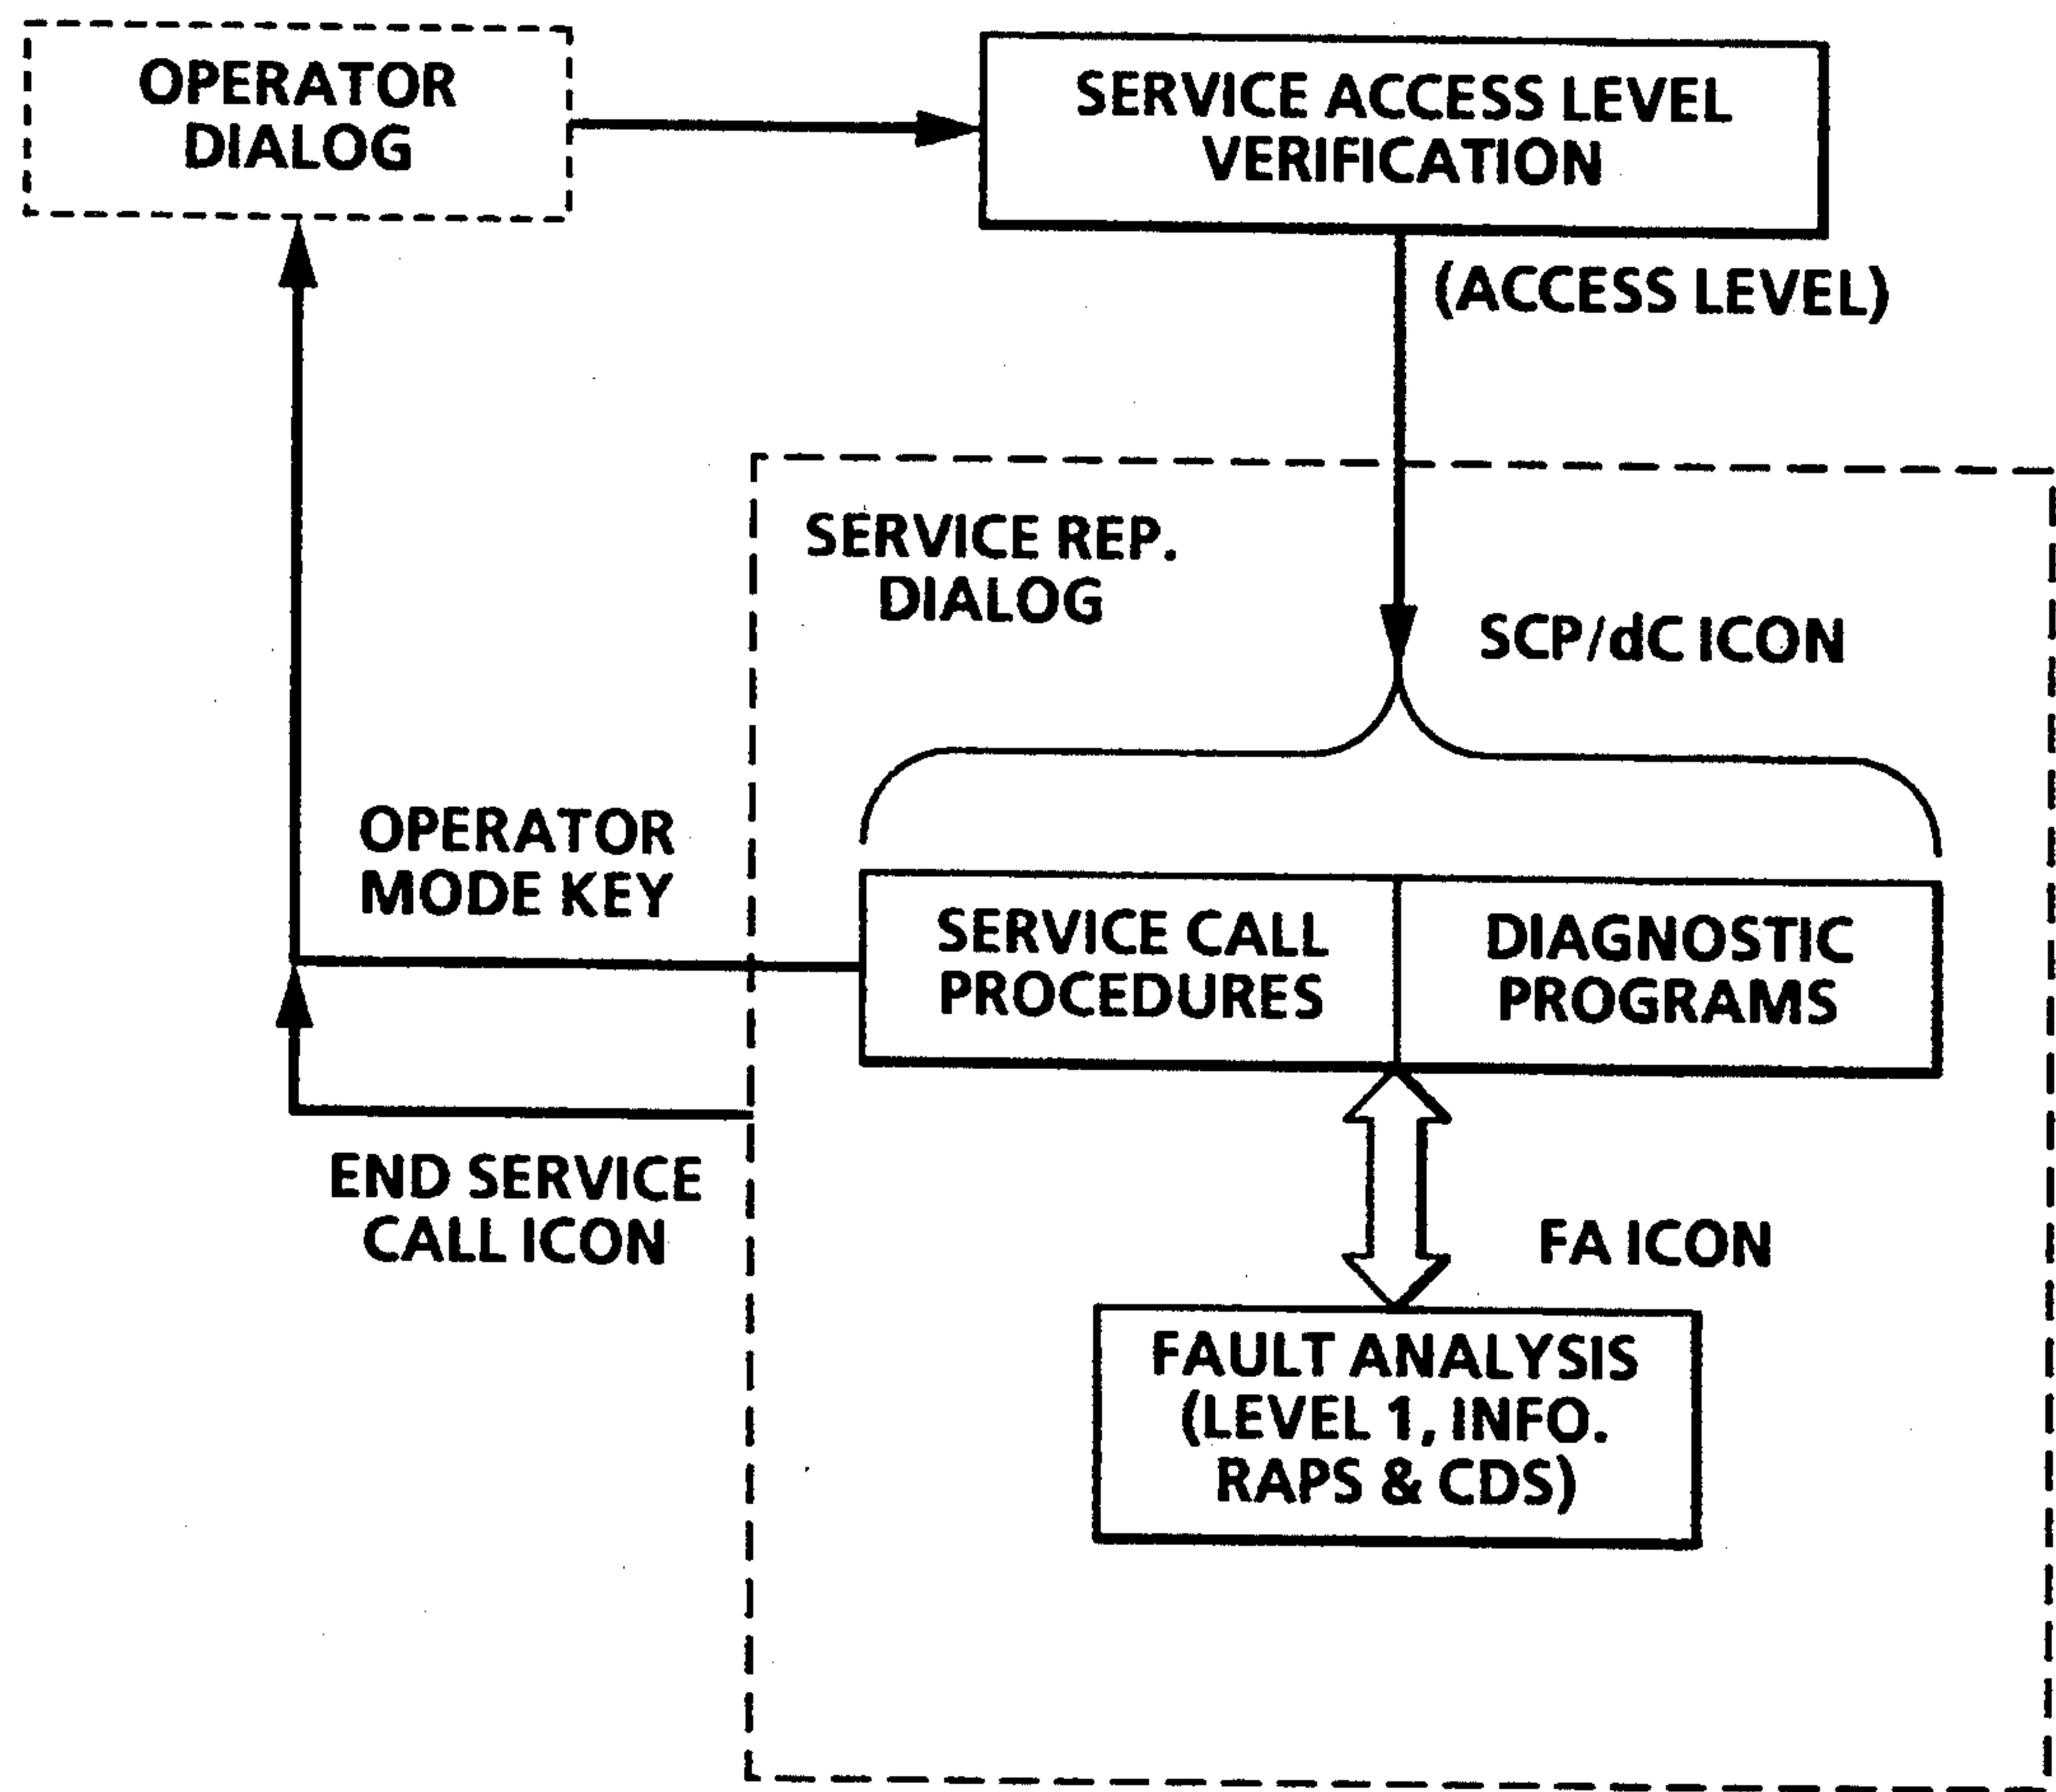 OPERATOR
DIALOG
SERVICE ACCESS LEVEL
VERIFICATION
(ACCESS LEVEL)
SERVICE REP.
DIALOG
SCP/dC ICON
OPERATOR
MODE KEY
SERVICE CALL
PROCEDURES
DIAGNOSTIC
PROGRAMS
END SERVICE
CALL ICON
FA ICON
FAULT ANALYSIS
(LEVEL 1, INFO.
RAPS & CDS)